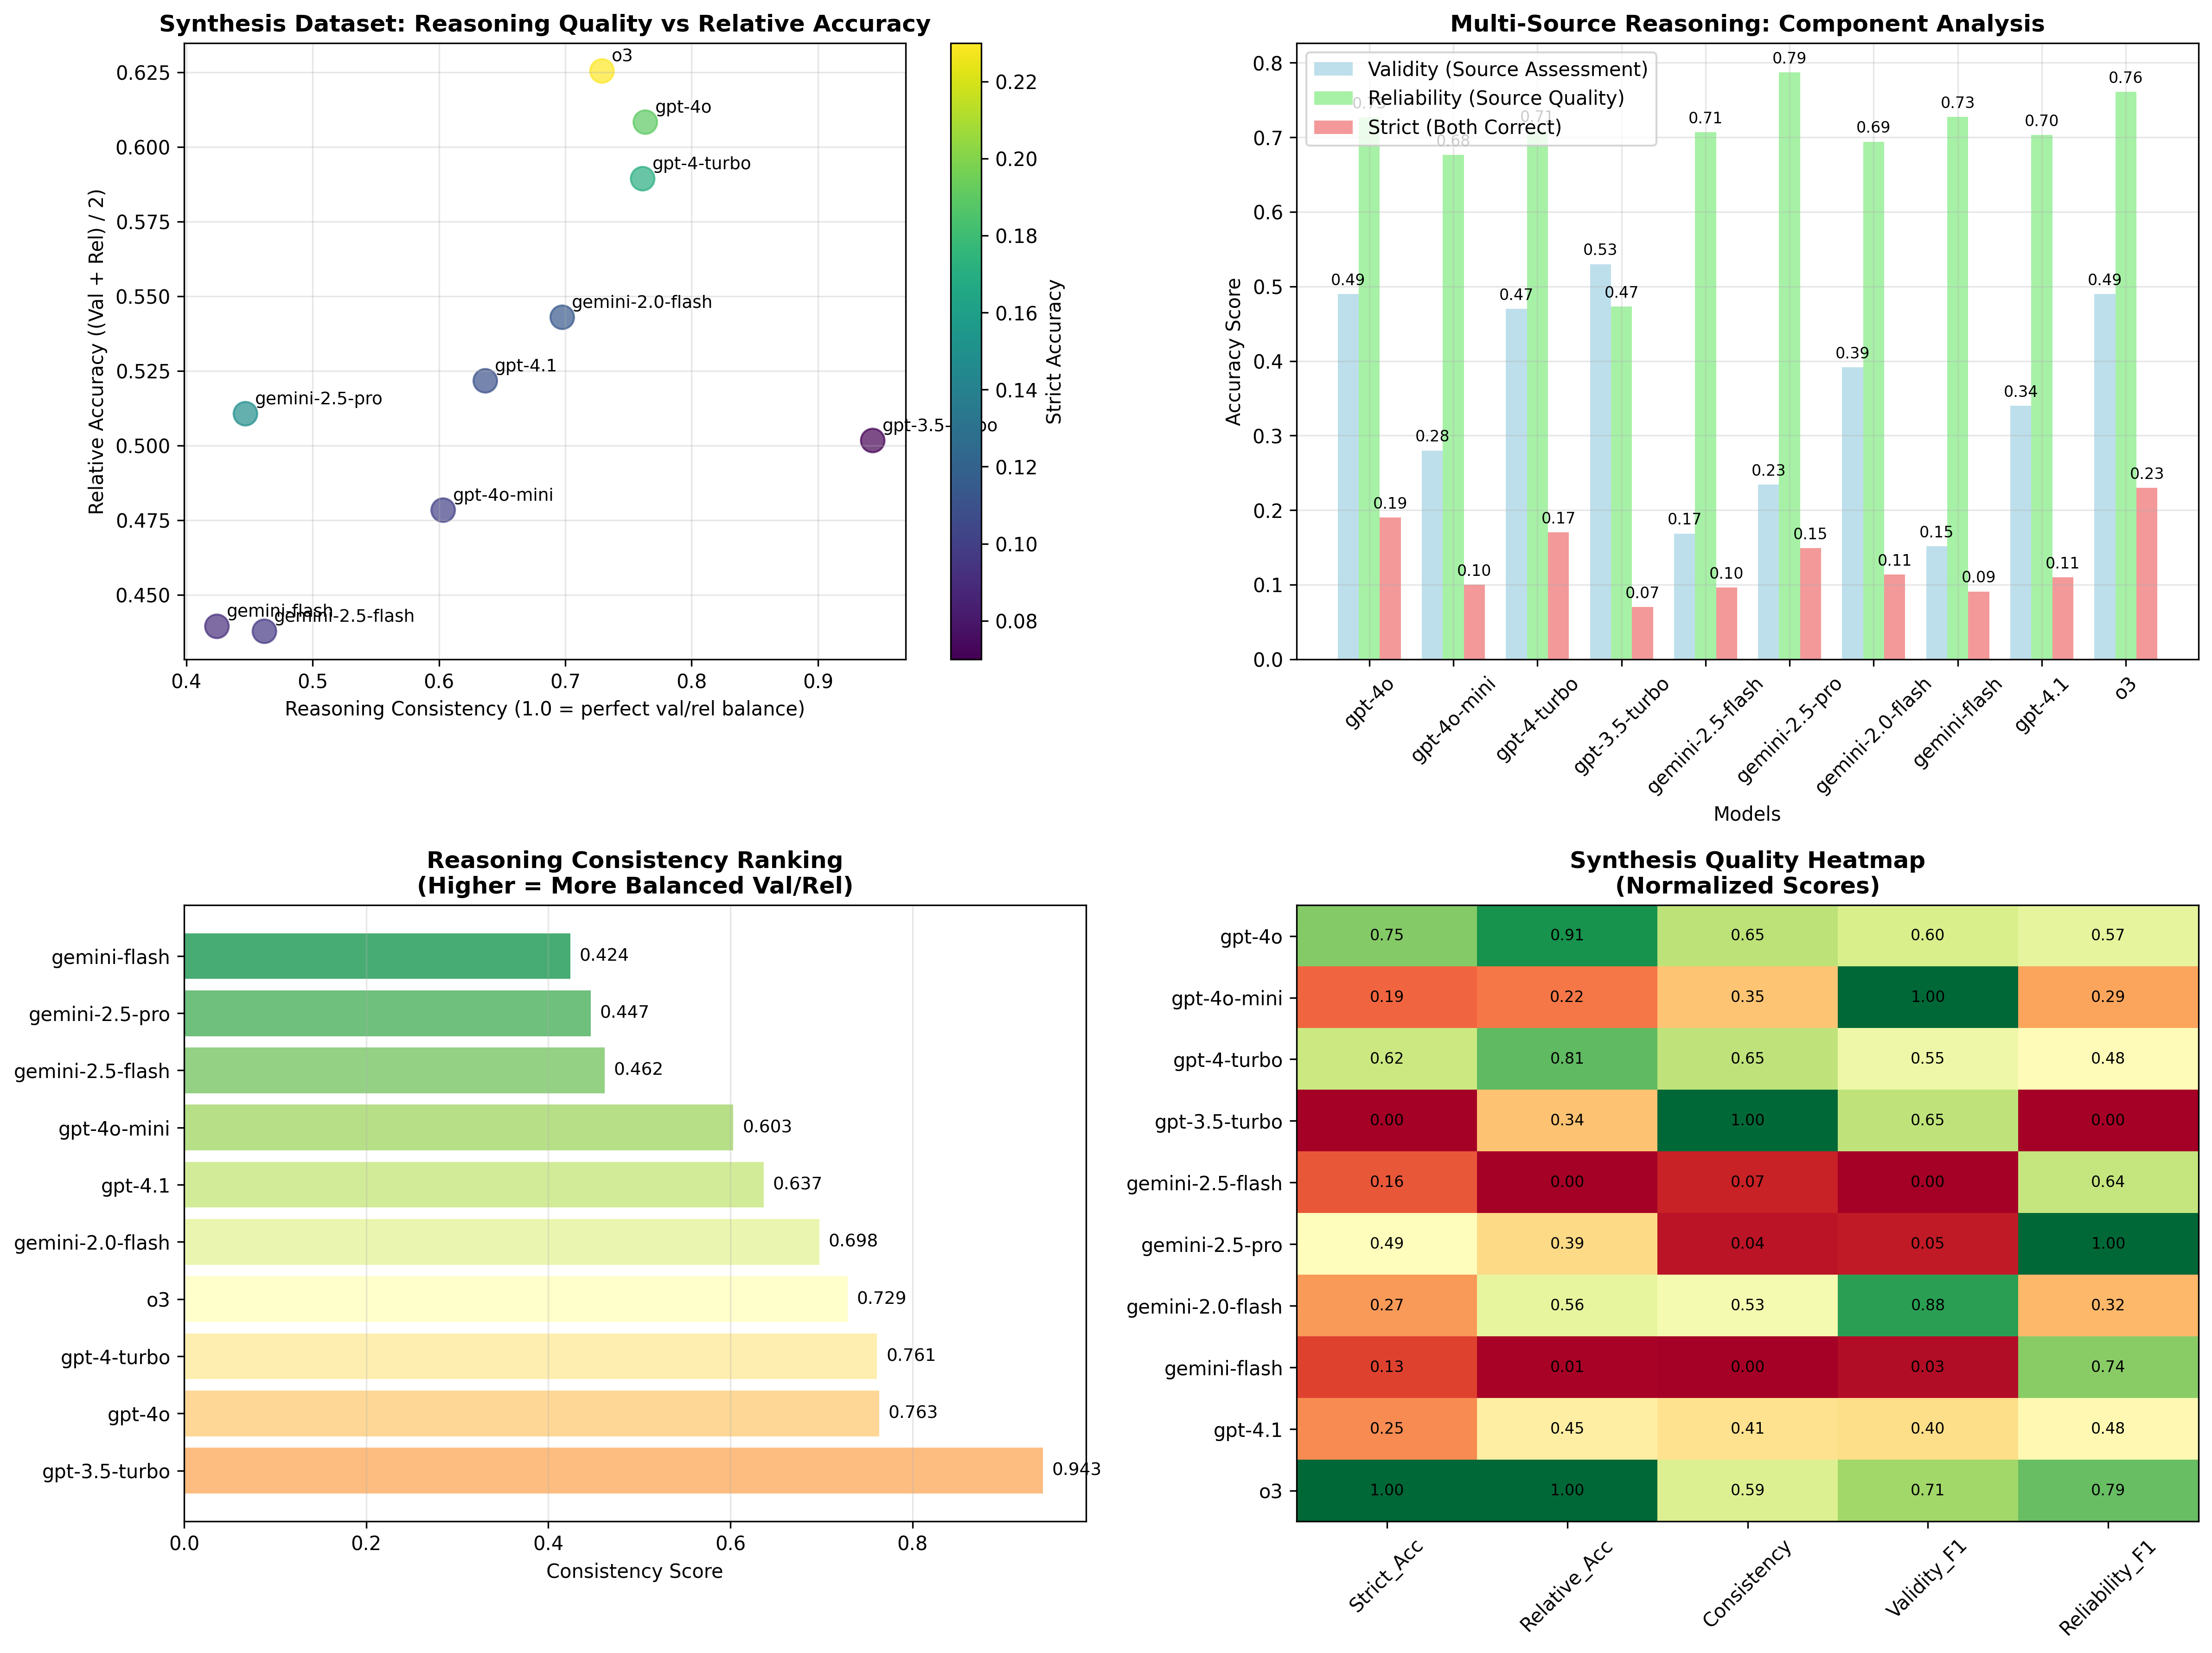 Synthesis Dataset: Reasoning Quality vs Relative Accuracy
Relative Accuracy ((Val + Rel) / 2)
0.625
0.600
0.575
0.550
0.525
0.500
0.475
0.450
o3
gpt-4o
gpt-4-turbo
gemini-2.0-flash
gpt-4.1
gemini-2.5-pro
gpt-3.5-
bo
gpt-4o-mini
gemini-flash
gemini-2.5-flash
0.4 0.5 0.6 0.7 0.8 0.9
Reasoning Consistency (1.0 = perfect val/rel balance)
0.22
0.20
0.18
0.16
0.14
0.12
0.10
0.08
Strict Accuracy
Multi-Source Reasoning: Component Analysis
Validity (Source Assessment)
Reliability (Source Quality)
Strict (Both Correct)
Accuracy Score
0.8
0.7
0.6
0.5
0.4
0.3
0.2
0.1
0.0
0.49 0.73 0.19
0.28 0.68 0.10
0.47 0.71 0.17
0.53 0.47 0.07
0.17 0.71 0.10
0.23 0.79 0.15
0.39 0.69 0.11
0.15 0.73 0.09
0.34 0.70 0.11
0.49 0.76 0.23
gpt-4o
gpt-4o-mini
gpt-4-turbo
gpt-3.5-turbo
gemini-2.5-flash
gemini-2.5-pro
gemini-2.0-flash
gemini-flash
gpt-4.1
o3
Models
Reasoning Consistency Ranking
(Higher = More Balanced Val/Rel)
gemini-flash 0.424
gemini-2.5-pro 0.447
gemini-2.5-flash 0.462
gpt-4o-mini 0.603
gpt-4.1 0.637
gemini-2.0-flash 0.698
o3 0.729
gpt-4-turbo 0.761
gpt-4o 0.763
gpt-3.5-turbo 0.943
0.0 0.2 0.4 0.6 0.8
Consistency Score
Synthesis Quality Heatmap
(Normalized Scores)
gpt-4o 0.75 0.91 0.65 0.60 0.57
gpt-4o-mini 0.19 0.22 0.35 1.00 0.29
gpt-4-turbo 0.62 0.81 0.65 0.55 0.48
gpt-3.5-turbo 0.00 0.34 1.00 0.65 0.00
gemini-2.5-flash 0.16 0.00 0.07 0.00 0.64
gemini-2.5-pro 0.49 0.39 0.04 0.05 1.00
gemini-2.0-flash 0.27 0.56 0.53 0.88 0.32
gemini-flash 0.13 0.01 0.00 0.03 0.74
gpt-4.1 0.25 0.45 0.41 0.40 0.48
o3 1.00 1.00 0.59 0.71 0.79
Strict_Acc
Relative_Acc
Consistency
Validity_F1
Reliability_F1